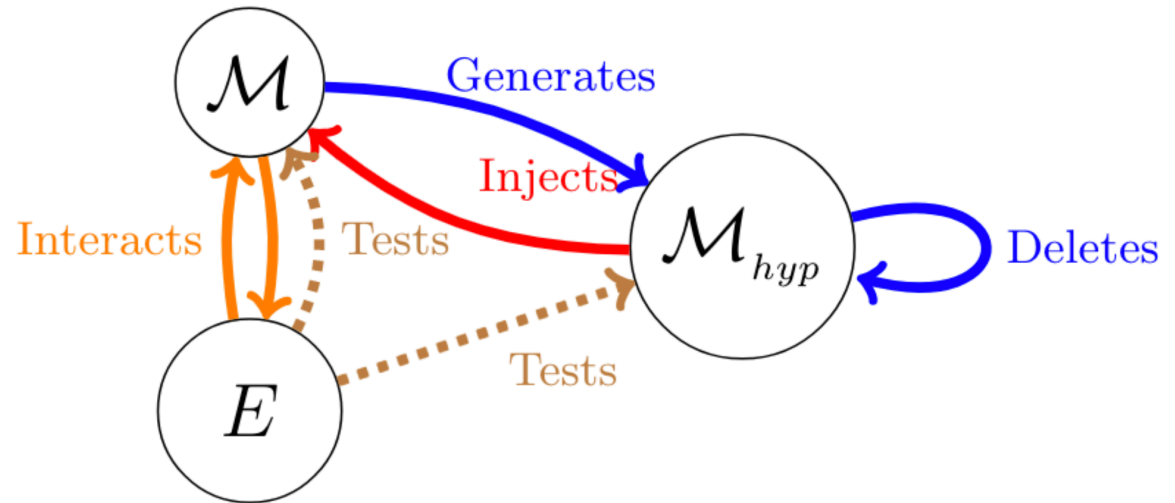 ℳ
Generates
Injects
ℳ_hyp
Interacts
Tests
Deletes
Tests
E